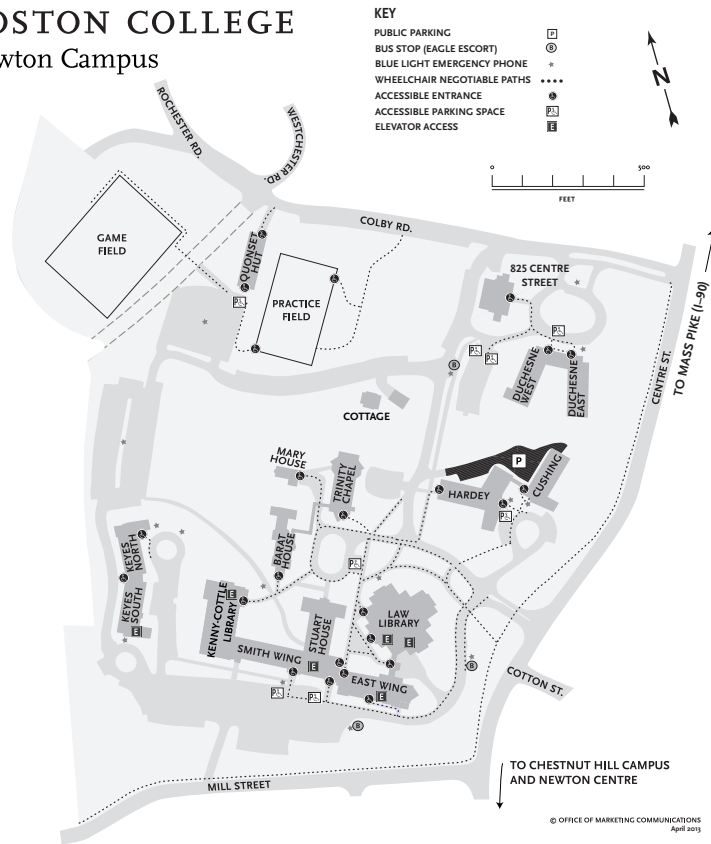 OSTON COLLEGE
wton Campus
KEY
PUBLIC PARKING P
BUS STOP (EAGLE ESCORT) B
BLUE LIGHT EMERGENCY PHONE
WHEELCHAIR NEGOTIABLE PATHS
ACCESSIBLE ENTRANCE
ACCESSIBLE PARKING SPACE P
ELEVATOR ACCESS E
N
0 500
FEET
ROCHESTER RD.
WESTCHESTER RD.
COLBY RD.
GAME
FIELD
QUONSET
HUT
P
PRACTICE
FIELD
825 CENTRE
STREET
P
P
P
B
DUCHESNE
WEST
DUCHESNE
EAST
CENTRE ST.
TO MASS PIKE (I–90)
COTTAGE
MARY
HOUSE
TRINITY
CHAPEL
P
HARDEY
CUSHING
P
BARAT
HOUSE
P
KEYES
NORTH
KEYES
SOUTH
E
KENNY-COTTLE
LIBRARY
E
STUART
HOUSE
LAW
LIBRARY
E
E
SMITH WING
E
EAST WING
E
P
P
B
B
COTTON ST.
MILL STREET
TO CHESTNUT HILL CAMPUS
AND NEWTON CENTRE
© OFFICE OF MARKETING COMMUNICATIONS
April 2013